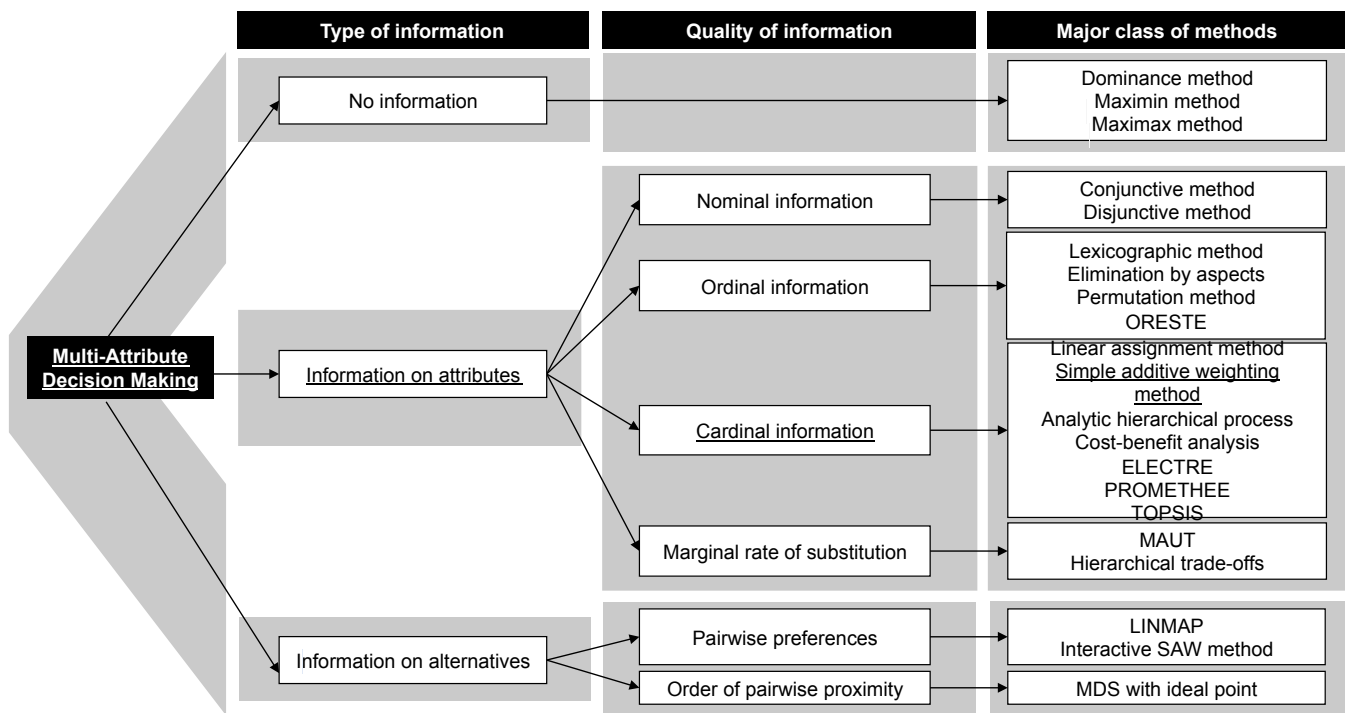 Type of information
Quality of information
Major class of methods
No information
Dominance method
Maximin method
Maximax method
Multi-Attribute
Decision Making
Information on attributes
Nominal information
Conjunctive method
Disjunctive method
Ordinal information
Lexicographic method
Elimination by aspects
Permutation method
ORESTE
Cardinal information
Linear assignment method
Simple additive weighting
method
Analytic hierarchical process
Cost-benefit analysis
ELECTRE
PROMETHEE
TOPSIS
Marginal rate of substitution
MAUT
Hierarchical trade-offs
Information on alternatives
Pairwise preferences
LINMAP
Interactive SAW method
Order of pairwise proximity
MDS with ideal point